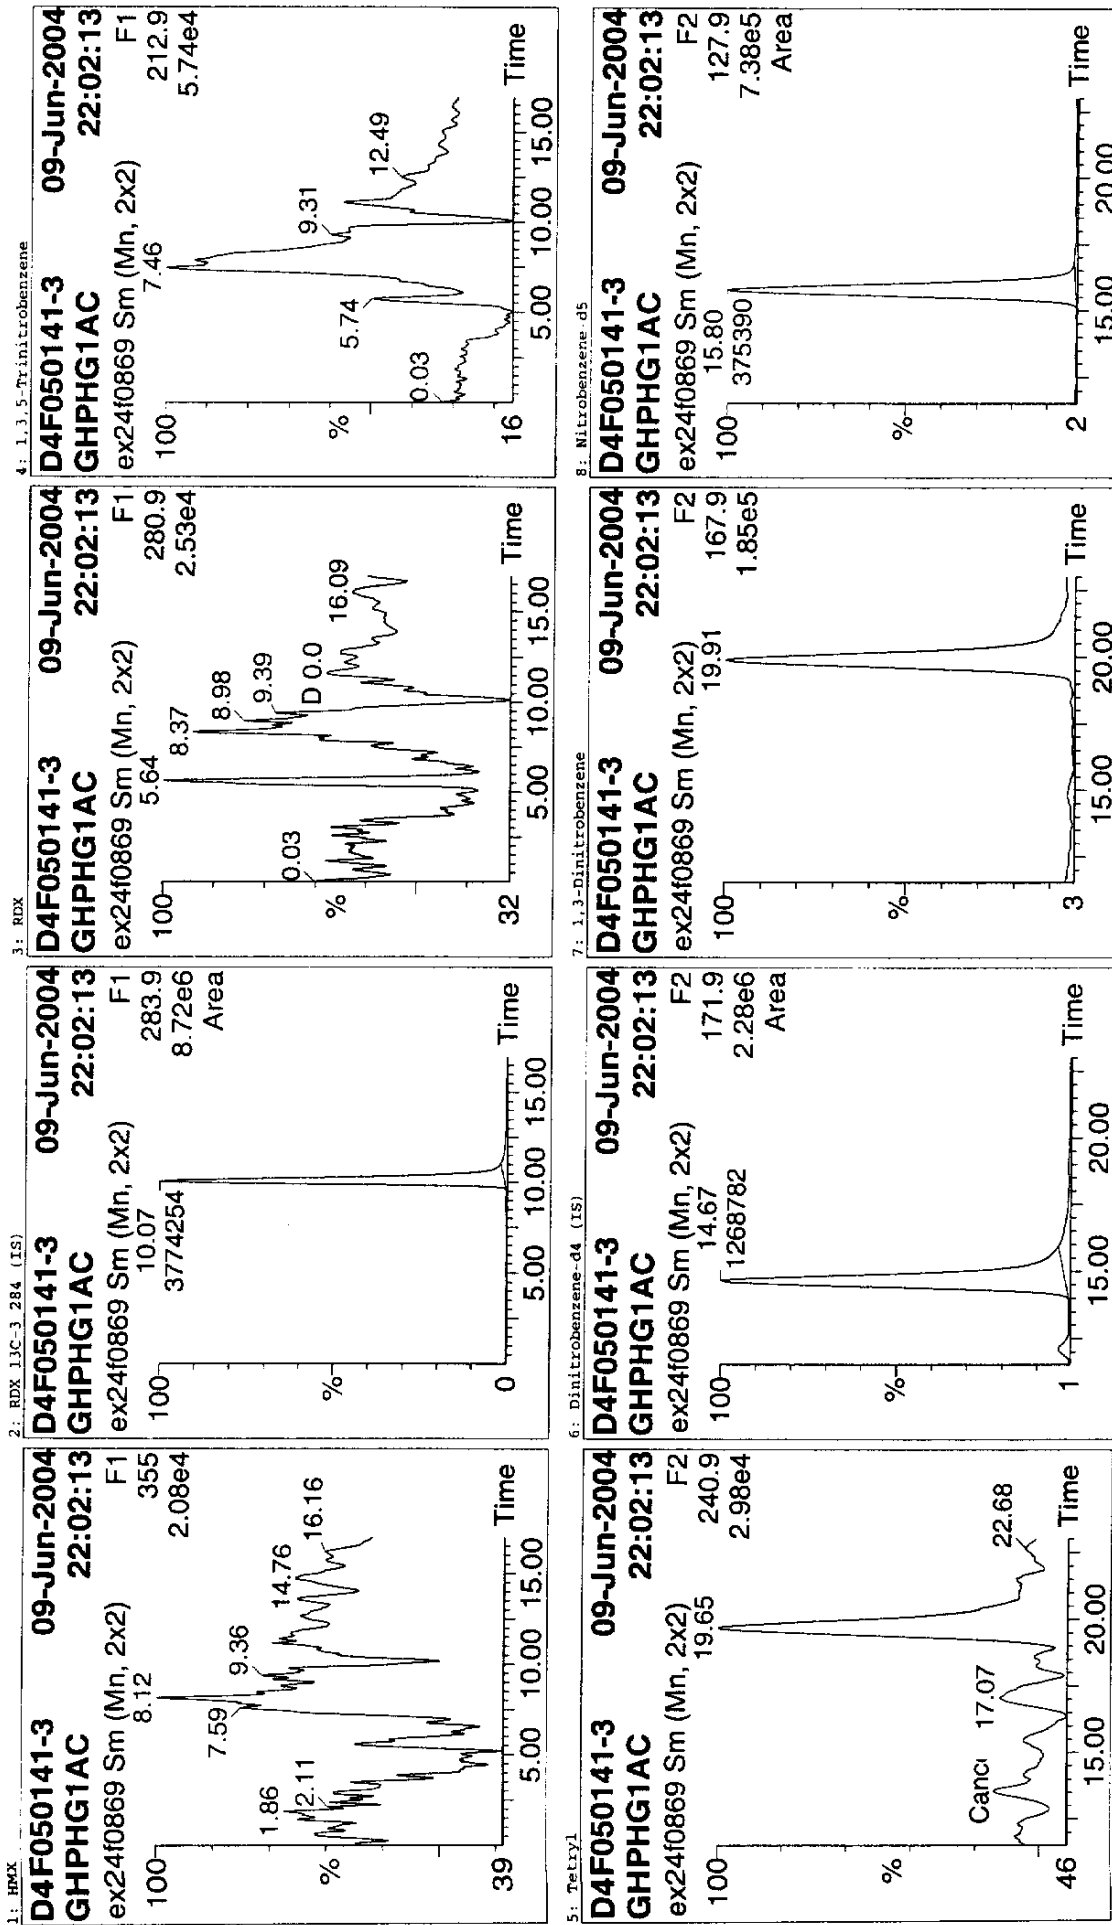 1: HMX
D4F050141-3 09-Jun-2004
GHPHG1AC 22:02:13
ex24f0869 Sm (Mn, 2x2) F1
8.12 355
100 2.08e4
7.59
9.36
14.76
16.16
1.86
2.11
%
39
5.00 10.00 15.00 Time
2: RDX 13C-3 284 (IS)
D4F050141-3 09-Jun-2004
GHPHG1AC 22:02:13
ex24f0869 Sm (Mn, 2x2) F1
10.07 283.9
100 3774254 8.72e6
Area
%
0
5.00 10.00 15.00 Time
3: RDX
D4F050141-3 09-Jun-2004
GHPHG1AC 22:02:13
ex24f0869 Sm (Mn, 2x2) F1
5.64 280.9
100 2.53e4
8.37
8.98
9.39
D 0.0
16.09
0.03
%
32
5.00 10.00 15.00 Time
4: 1,3,5-Trinitrobenzene
D4F050141-3 09-Jun-2004
GHPHG1AC 22:02:13
ex24f0869 Sm (Mn, 2x2) F1
7.46 212.9
100 5.74e4
9.31
12.49
5.74
0.03
%
16
5.00 10.00 15.00 Time
5: Tetryl
D4F050141-3 09-Jun-2004
GHPHG1AC 22:02:13
ex24f0869 Sm (Mn, 2x2) F2
19.65 240.9
100 2.98e4
%
Canc
17.07
22.68
46
15.00 20.00 Time
6: Dinitrobenzene-d4 (IS)
D4F050141-3 09-Jun-2004
GHPHG1AC 22:02:13
ex24f0869 Sm (Mn, 2x2) F2
14.67 171.9
100 1268782 2.28e6
Area
%
1
15.00 20.00 Time
7: 1,3-Dinitrobenzene
D4F050141-3 09-Jun-2004
GHPHG1AC 22:02:13
ex24f0869 Sm (Mn, 2x2) F2
19.91 167.9
100 1.85e5
%
3
15.00 20.00 Time
8: Nitrobenzene-d5
D4F050141-3 09-Jun-2004
GHPHG1AC 22:02:13
ex24f0869 Sm (Mn, 2x2) F2
15.80 127.9
100 375390 7.38e5
Area
%
2
15.00 20.00 Time